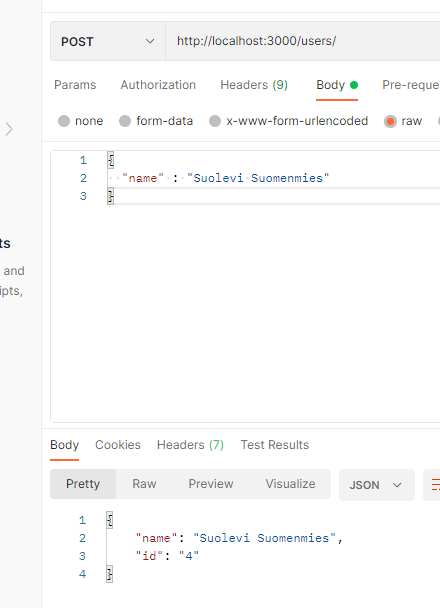 POST http://localhost:3000/users/
Params Authorization Headers (9) Body Pre-reque
none form-data x-www-form-urlencoded raw
1 {
2 "name" : "Suolevi Suomenmies"
3 }
ts
and
ipts,
Body Cookies Headers (7) Test Results
Pretty Raw Preview Visualize JSON
1 {
2 "name": "Suolevi Suomenmies",
3 "id": "4"
4 }